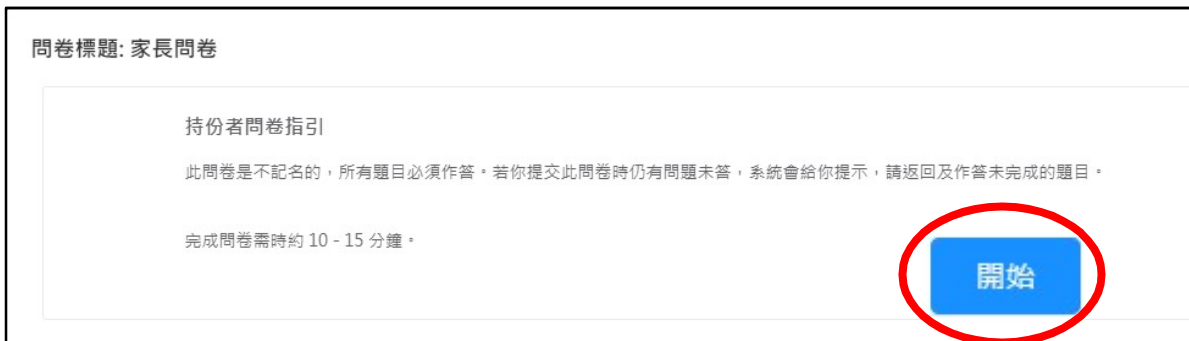 問卷標題: 家長問卷
持份者問卷指引
此問卷是不記名的，所有題目必須作答。若你提交此問卷時仍有問題未答，系統會給你提示，請返回及作答未完成的題目。
完成問卷需時約 10 - 15 分鐘。
開始